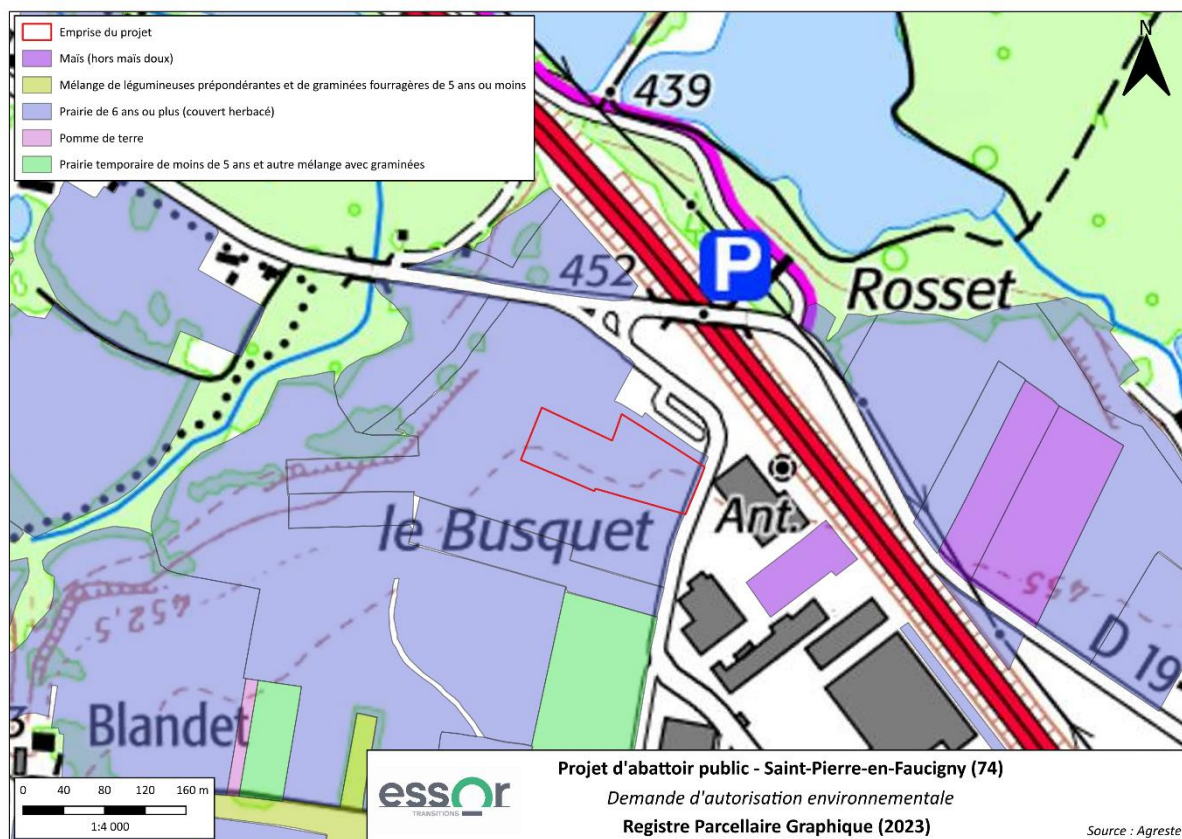 Emprise du projet
Maïs (hors maïs doux)
Mélange de légumineuses prépondérantes et de graminées fourragères de 5 ans ou moins
Prairie de 6 ans ou plus (couvert herbacé)
Pomme de terre
Prairie temporaire de moins de 5 ans et autre mélange avec graminées
N
439
452
P
Rosset
Ant.
le Busquet
455
D 19
452,5
3
Blandet
0 40 80 120 160 m
1:4 000
essor
TRANSITIONS
Projet d'abattoir public - Saint-Pierre-en-Faucigny (74)
Demande d'autorisation environnementale
Registre Parcellaire Graphique (2023)
Source : Agreste